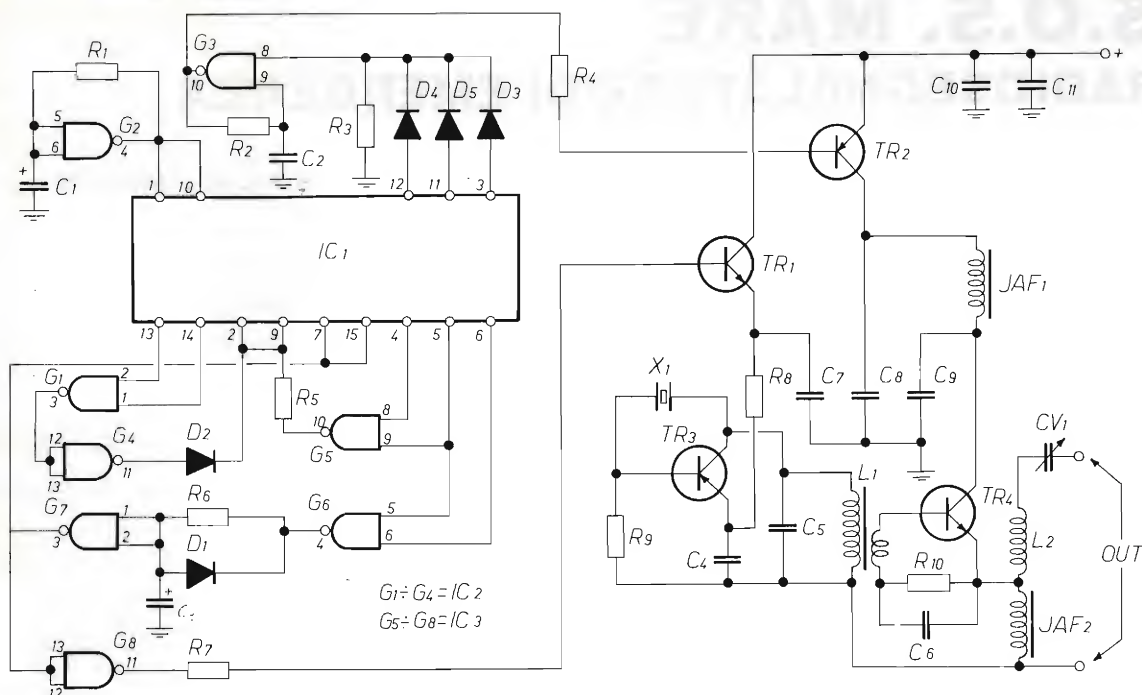 S.O.S. MARE
R1
G3
8
10
9
D4
D5
D3
R4
C10
C11
+
5
6
G2
4
R3
R2
C2
TR2
+
C1
1
10
12
11
3
IC1
TR1
JAF1
13
14
2
9
7
15
4
5
6
G1
2
3
1
R5
8
10
9
G5
X1
R8
C7
C8
C9
CV1
12
G4
D2
11
13
TR3
L1
TR4
G7
1
R6
G6
5
3
2
4
6
D1
R9
C4
C5
R10
L2
OUT
+
G1÷G4=IC2
G5÷G8=IC3
C6
JAF2
13
G8
R7
11
12